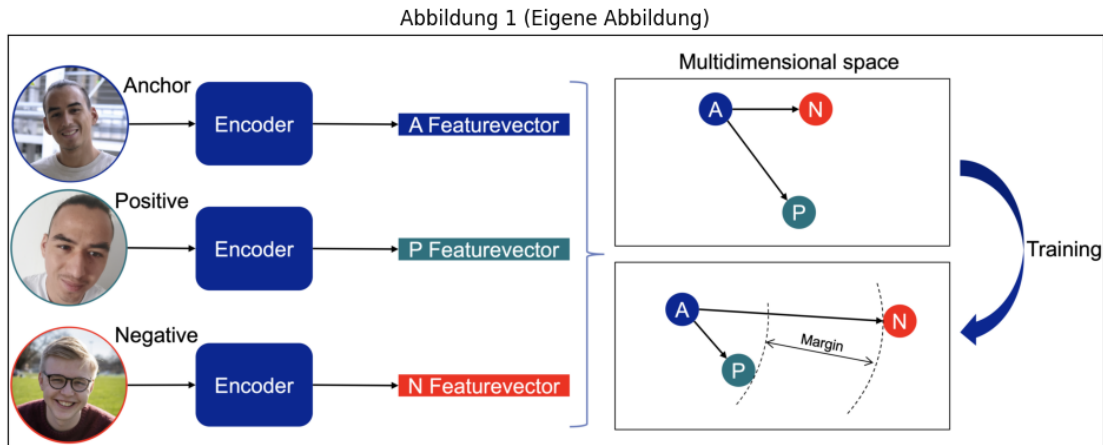 Abbildung 1 (Eigene Abbildung)
Anchor
Encoder
A Featurevector
Positive
Encoder
P Featurevector
Negative
Encoder
N Featurevector
Multidimensional space
A
N
P
A
N
Margin
P
Training